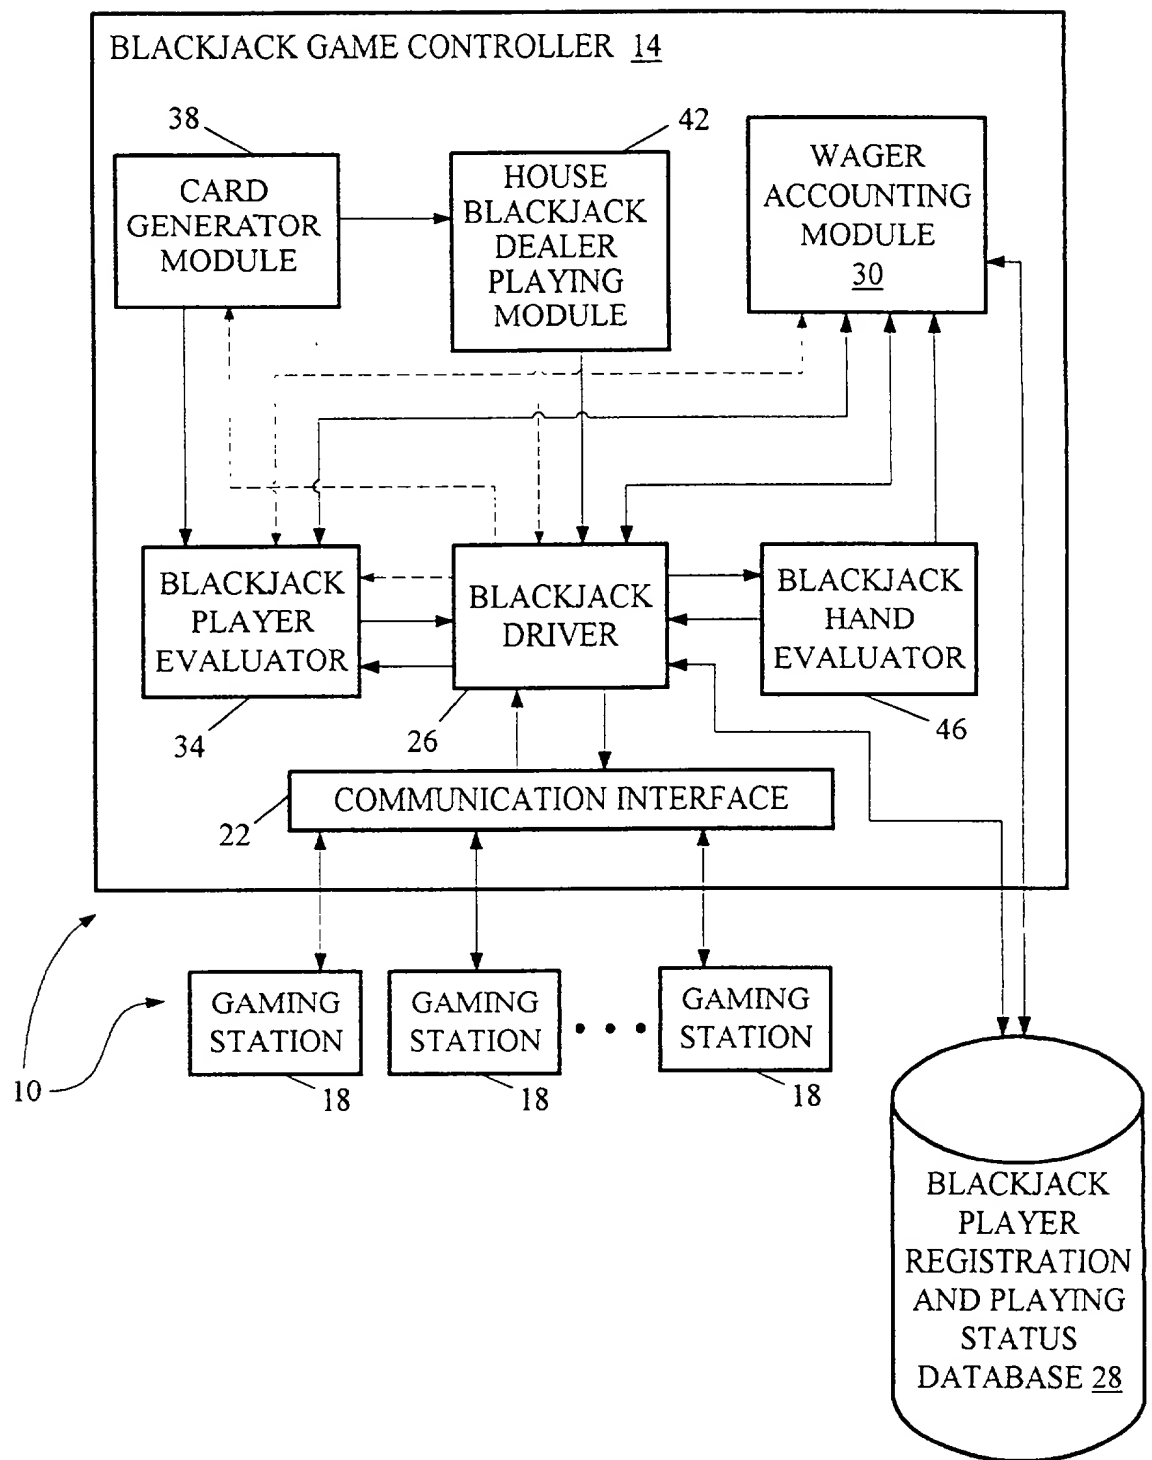 BLACKJACK GAME CONTROLLER 14
38
CARD
GENERATOR
MODULE
42
HOUSE
BLACKJACK
DEALER
PLAYING
MODULE
WAGER
ACCOUNTING
MODULE
30
BLACKJACK
PLAYER
EVALUATOR
34
BLACKJACK
DRIVER
26
BLACKJACK
HAND
EVALUATOR
46
COMMUNICATION INTERFACE
22
GAMING
STATION
18
GAMING
STATION
18
GAMING
STATION
18
10
BLACKJACK
PLAYER
REGISTRATION
AND PLAYING
STATUS
DATABASE 28